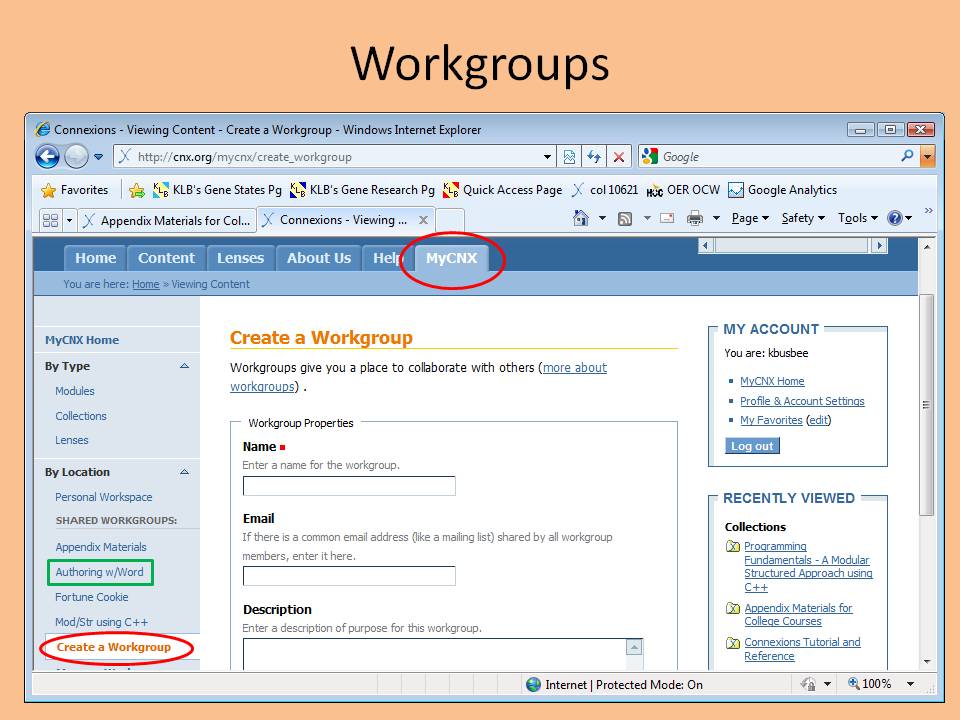 Workgroups
Connexions - Viewing Content - Create a Workgroup - Windows Internet Explorer
http://cnx.org/mycnx/create_workgroup
Google
Favorites
KLB's Gene States Pg
KLB's Gene Research Pg
Quick Access Page
col 10621
OER OCW
Google Analytics
Appendix Materials for Col...
Connexions - Viewing ...
Page
Safety
Tools
Home
Content
Lenses
About Us
Help
MyCNX
You are here: Home » Viewing Content
MyCNX Home
By Type
Modules
Collections
Lenses
By Location
Personal Workspace
SHARED WORKGROUPS:
Appendix Materials
Authoring w/Word
Fortune Cookie
Mod/Str using C++
Create a Workgroup
Create a Workgroup
Workgroups give you a place to collaborate with others (more about
workgroups) .
Workgroup Properties
Name
Enter a name for the workgroup.
Email
If there is a common email address (like a mailing list) shared by all workgroup
members, enter it here.
Description
Enter a description of purpose for this workgroup.
MY ACCOUNT
You are: kbusbee
MyCNX Home
Profile & Account Settings
My Favorites (edit)
Log out
RECENTLY VIEWED
Collections
Programming
Fundamentals - A Modular
Structured Approach using
C++
Appendix Materials for
College Courses
Connexions Tutorial and
Reference
Internet | Protected Mode: On
100%